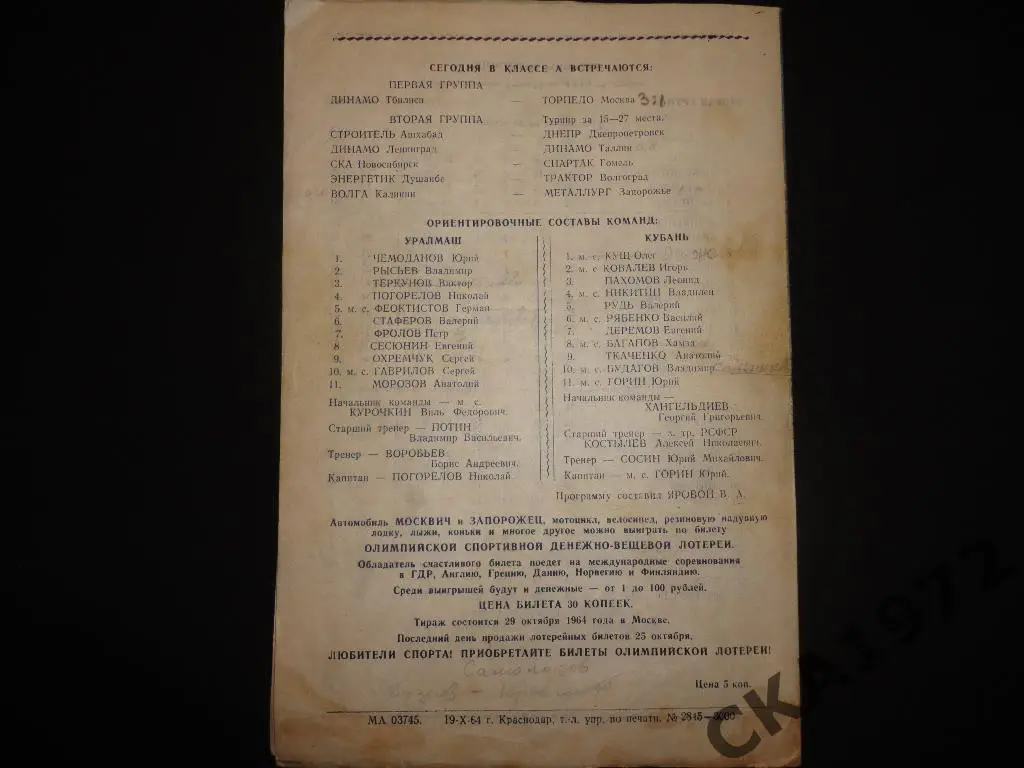 СЕГОДНЯ В КЛАССЕ А ВСТРЕЧАЮТСЯ:
ПЕРВАЯ ГРУППА
ДИНАМО Тбилиси — ТОРПЕДО Москва 3:1
ВТОРАЯ ГРУППА Турнир за 15—27 места.
СТРОИТЕЛЬ Ашхабад — ДНЕПР Днепропетровск
ДИНАМО Ленинград — ДИНАМО Таллин
СКА Новосибирск — СПАРТАК Гомель
ЭНЕРГЕТИК Душанбе — ТРАКТОР Волгоград
ВОЛГА Калинин — МЕТАЛЛУРГ Запорожье
ОРИЕНТИРОВОЧНЫЕ СОСТАВЫ КОМАНД:
УРАЛМАШ
1. ЧЕМОДАНОВ Юрий
2. РЫСЬЕВ Владимир
3. ТЕРКУНОВ Виктор
4. ПОГОРЕЛОВ Николай
5. м. с. ФЕОКТИСТОВ Герман
6. СТАФЕРОВ Валерий
7. ФРОЛОВ Петр
8 СЕСЮНИН Евгений
9. ОХРЕМЧУК Сергей
10. м. с. ГАВРИЛОВ Сергей
11. МОРОЗОВ Анатолий
Начальник команды — м. с.
КУРОЧКИН Виль Федорович.
Старший тренер — ПОТИН
Владимир Васильевич.
Тренер — ВОРОБЬЕВ
Борис Андреевич.
Капитан — ПОГОРЕЛОВ Николай
КУБАНЬ
1. м. с. КУЩ Олег
2. м. с КОВАЛЕВ Игорь
3. ПАХОМОВ Леонид
4. м. с. НИКИТИН Владилен
5. РУДЬ Валерий
6. м. с. РЯБЕНКО Василий
7. ДЕРЕМОВ Евгений
8. м. с. БАГАПОВ Хамза
9. ТКАЧЕНКО Анатолий
10. м. с. БУДАГОВ Владимир
11. м. с. ГОРИН Юрий
Начальник команды —
ХАНГЕЛЬДИЕВ
Георгий Григорьевич.
Старший тренер — з. тр. РСФСР
КОСТЫЛЕВ Алексей Николаевич.
Тренер — СОСИН Юрий Михайлович.
Капитан — м. с. ГОРИН Юрий.
Программу составил ЯРОВОЙ В. А.
Автомобиль МОСКВИЧ и ЗАПОРОЖЕЦ, мотоцикл, велосипед, резиновую надувную
лодку, лыжи, коньки и многое другое можно выиграть по билету
ОЛИМПИЙСКОЙ СПОРТИВНОЙ ДЕНЕЖНО-ВЕЩЕВОЙ ЛОТЕРЕИ.
Обладатель счастливого билета поедет на международные соревнования
в ГДР, Англию, Грецию, Данию, Норвегию и Финляндию.
Среди выигрышей будут и денежные — от 1 до 100 рублей.
ЦЕНА БИЛЕТА 30 КОПЕЕК.
Тираж состоится 29 октября 1964 года в Москве.
Последний день продажи лотерейных билетов 25 октября.
ЛЮБИТЕЛИ СПОРТА! ПРИОБРЕТАЙТЕ БИЛЕТЫ ОЛИМПИЙСКОЙ ЛОТЕРЕИ!
Цена 5 коп.
МА 03745. 19-X-64 г. Краснодар, т.-л. упр. по печати. № 2845—3000
СКА1972